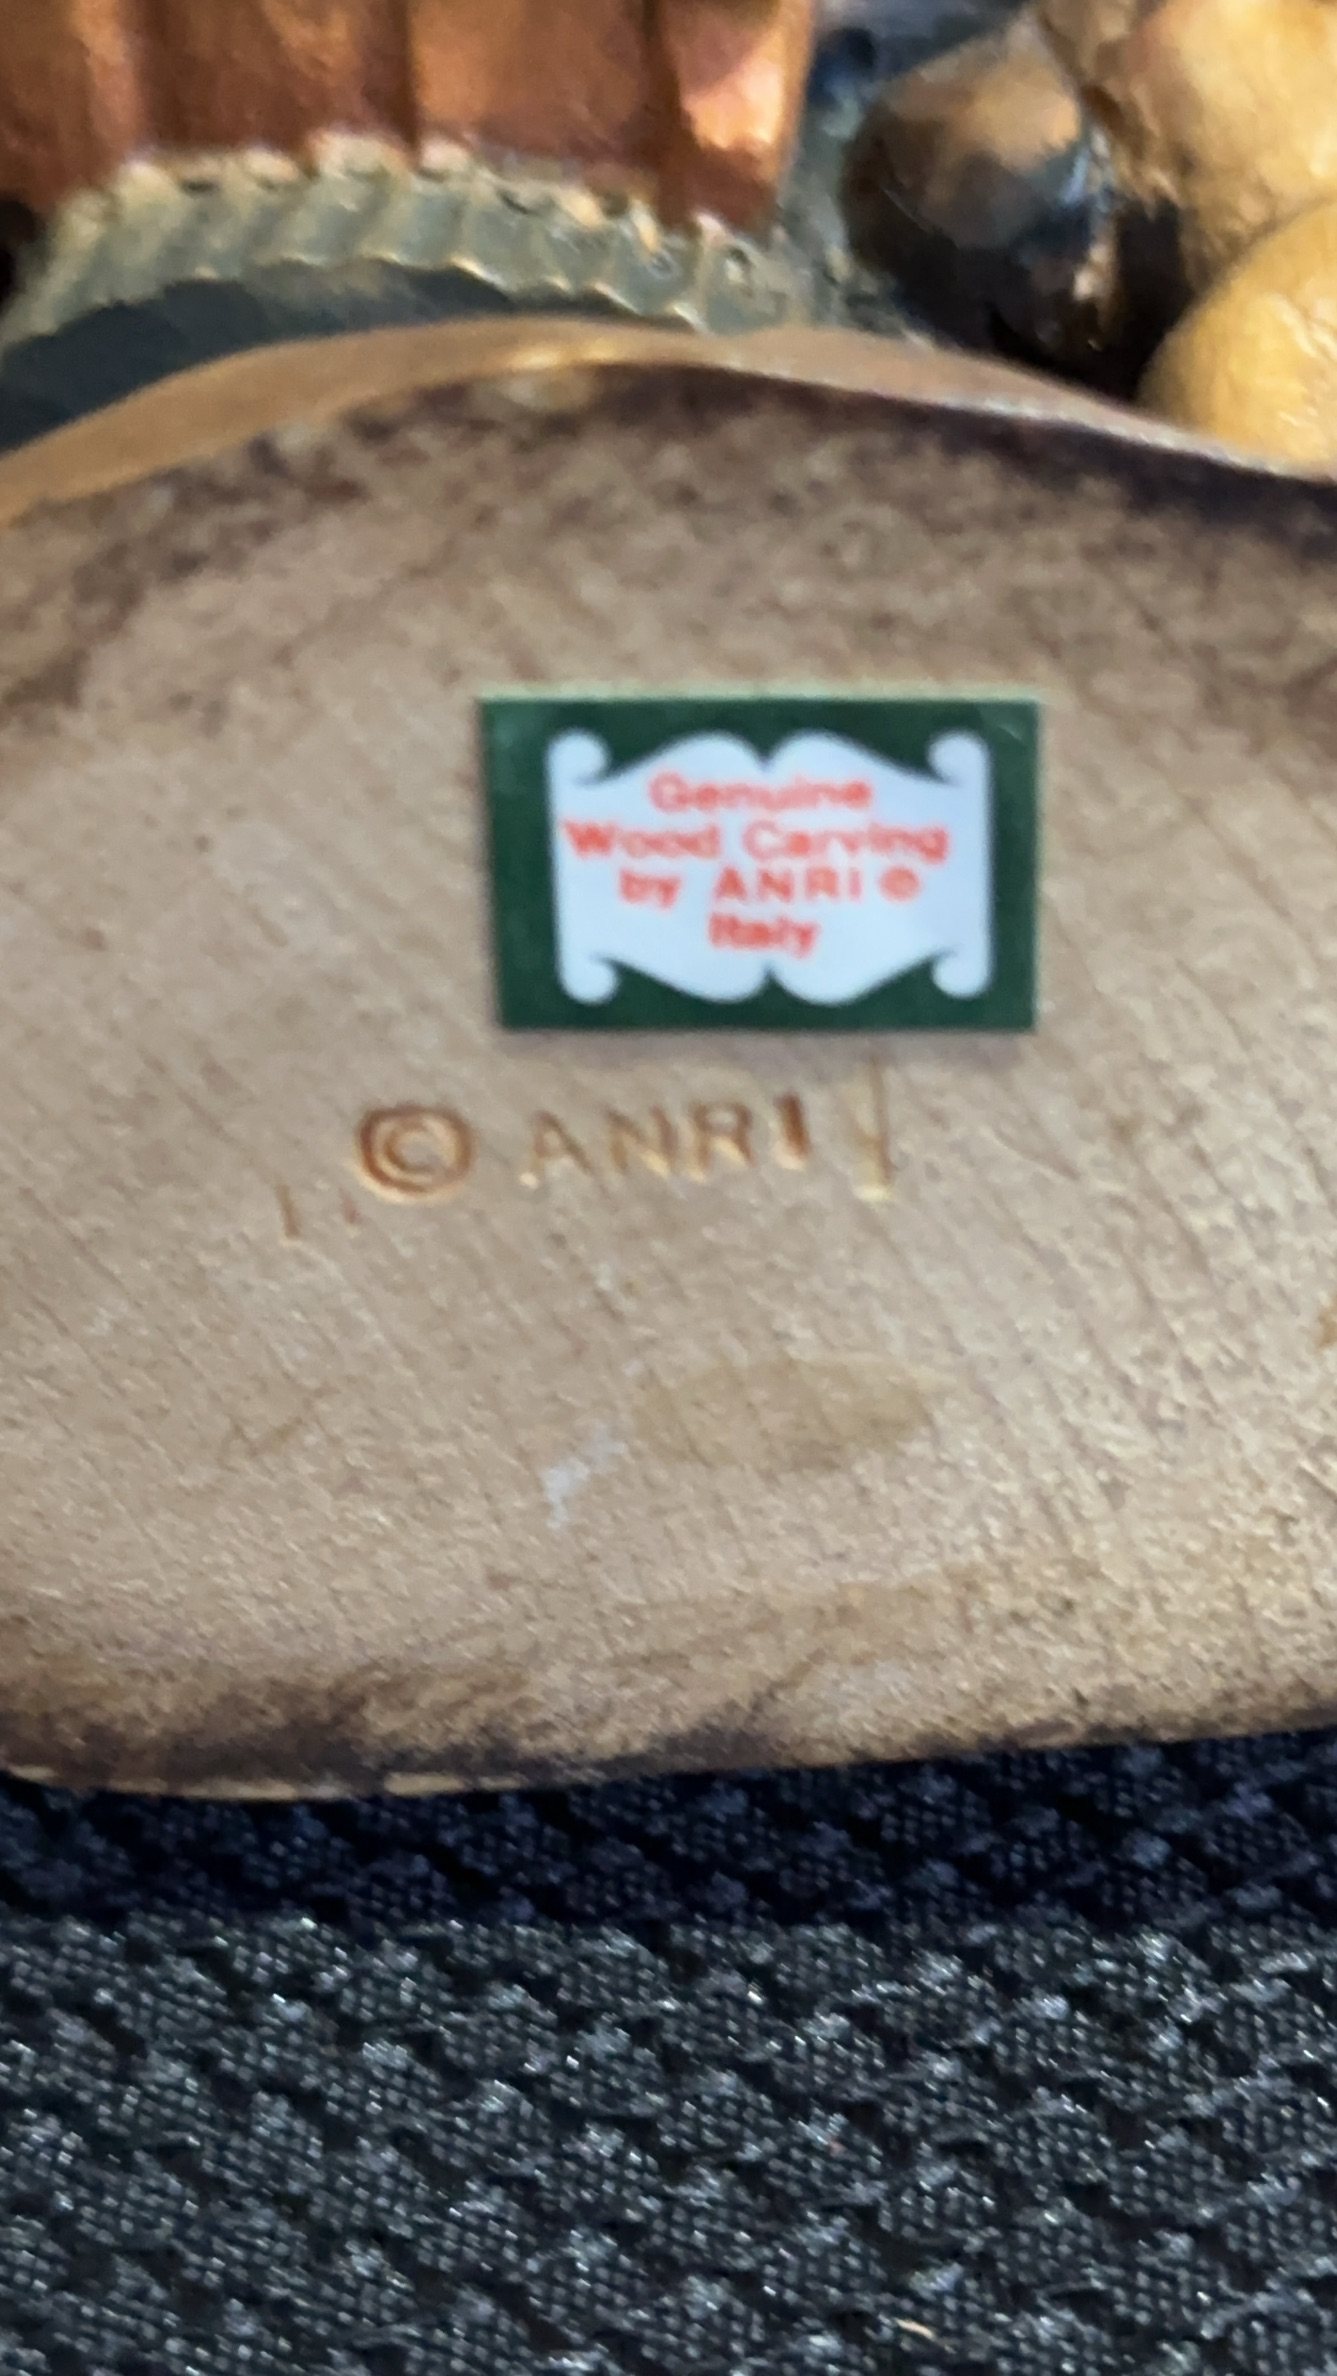 Genuine
Wood Carving
by ANRI ®
Italy
© ANRI